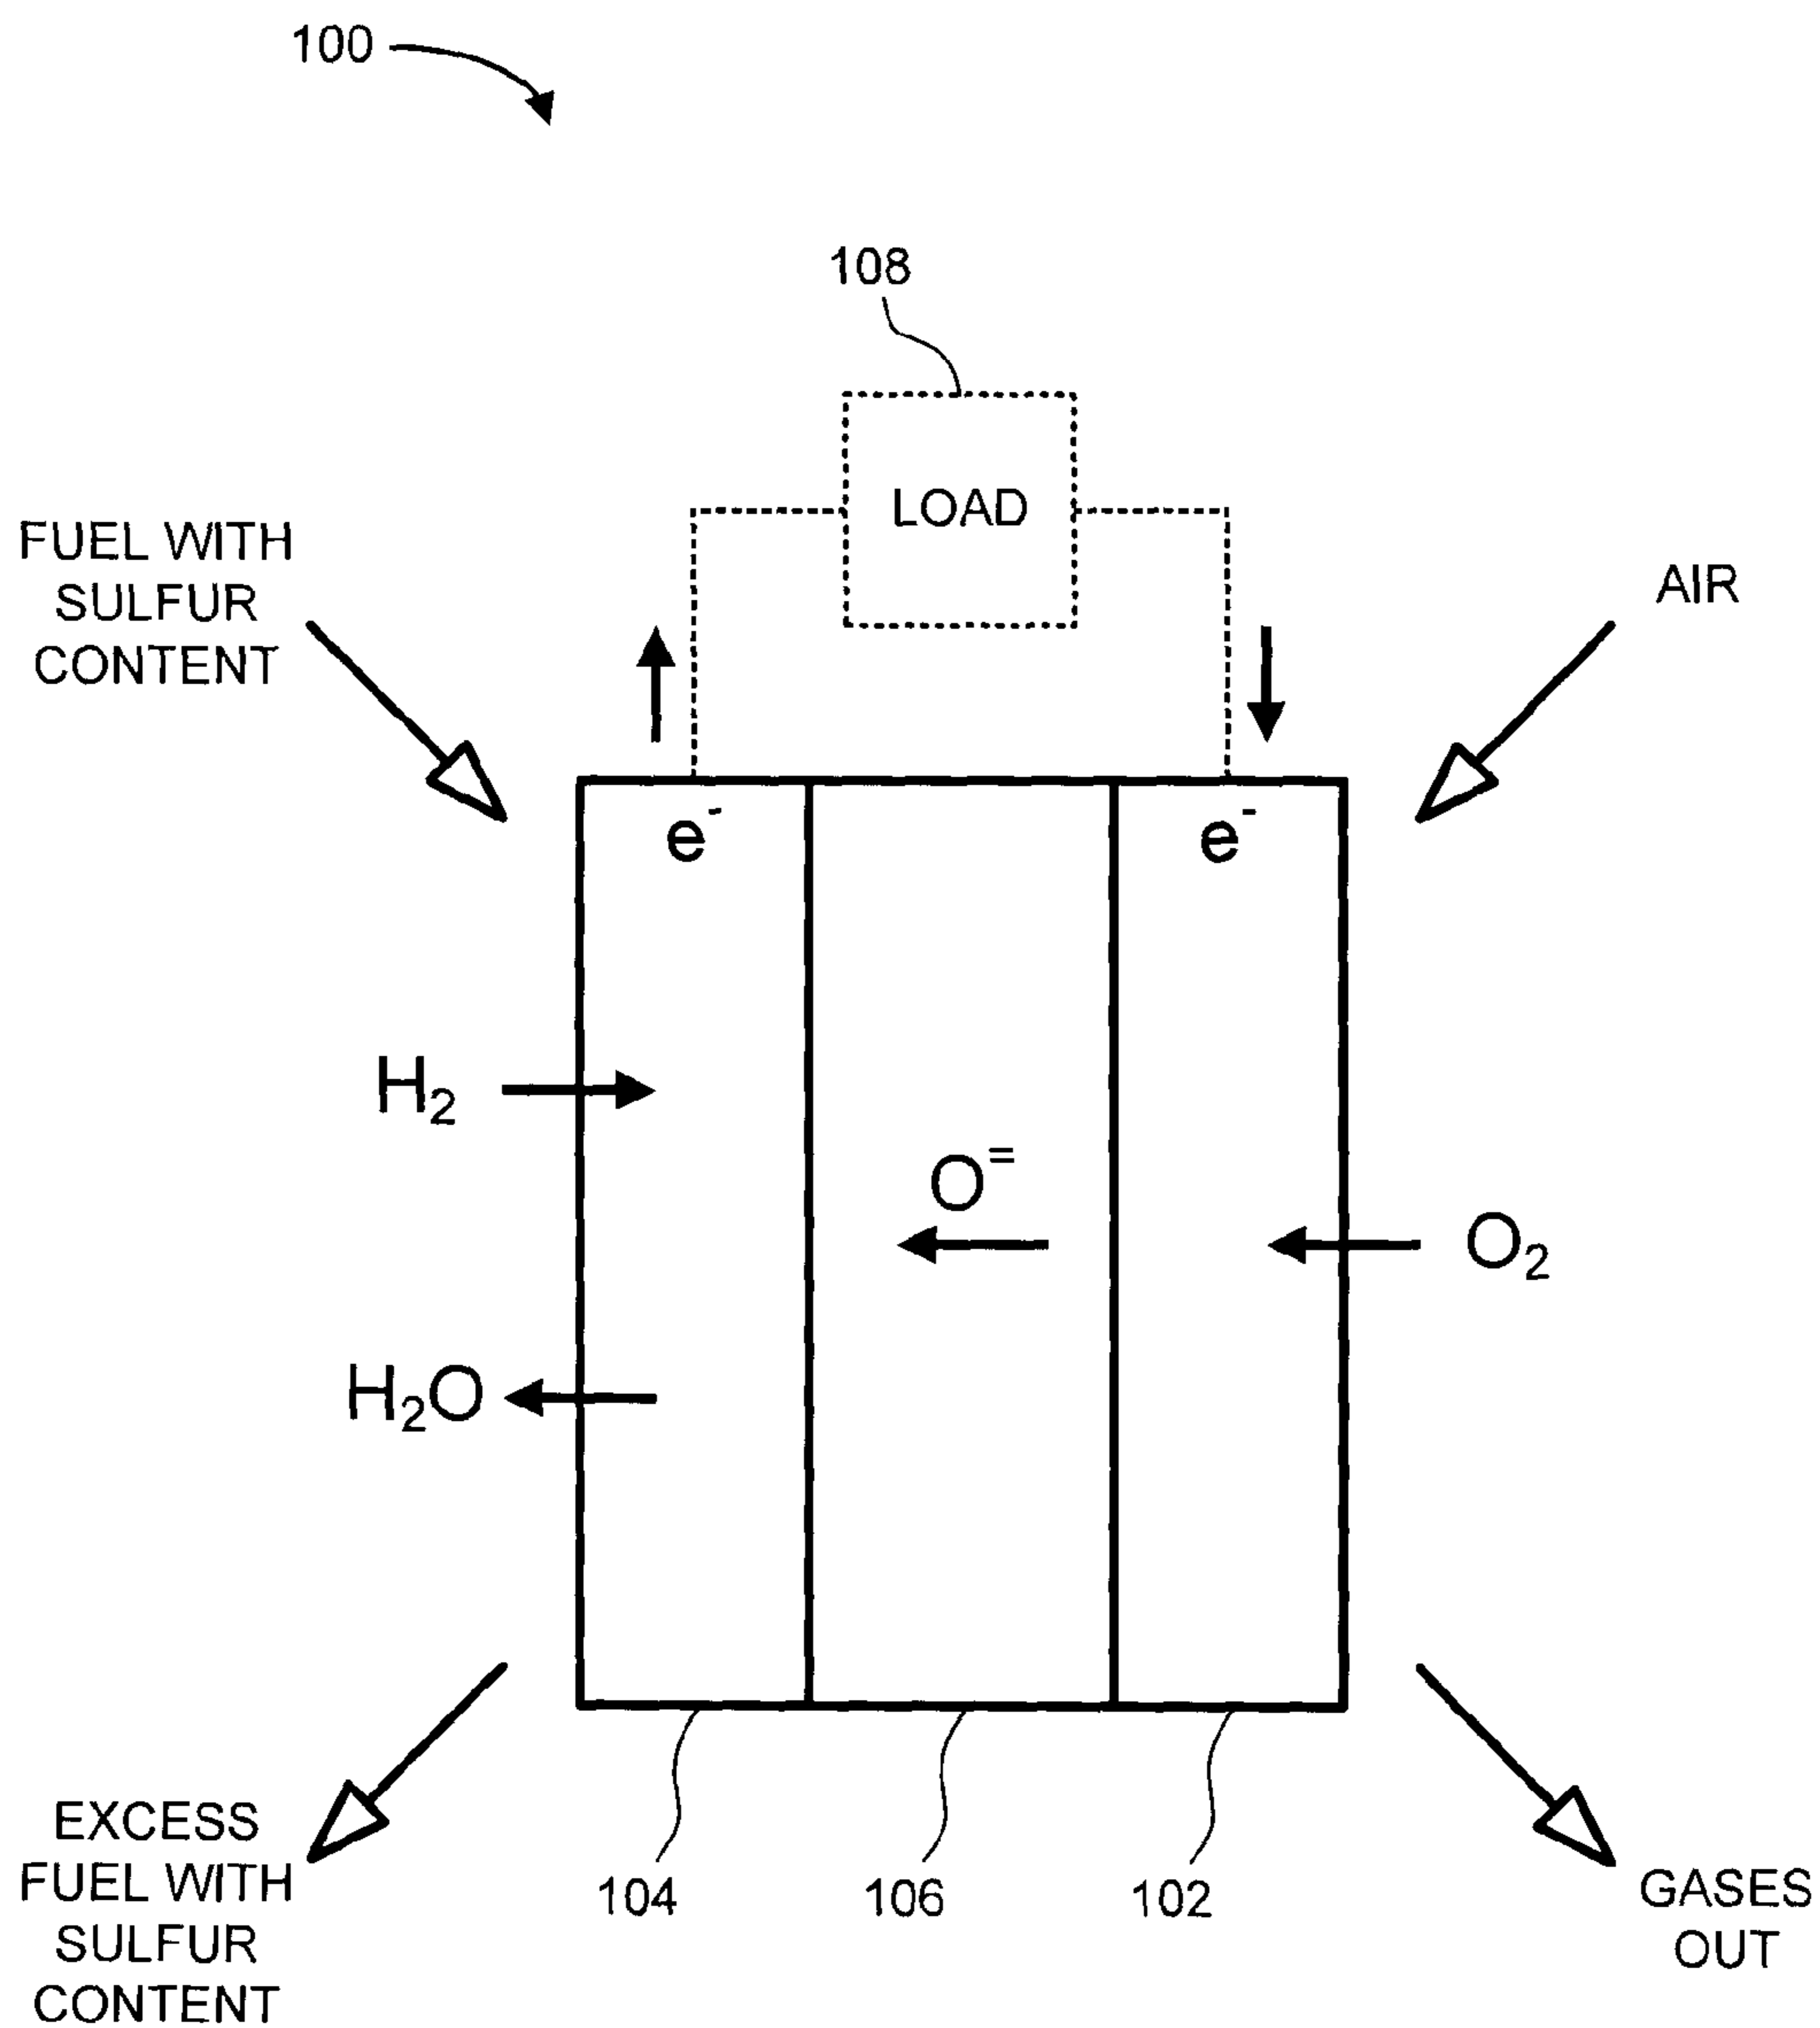 100
108
LOAD
FUEL WITH
SULFUR
CONTENT
AIR
e⁻
e⁻
H₂
O⁼
O₂
H₂O
EXCESS
FUEL WITH
SULFUR
CONTENT
104
106
102
GASES
OUT